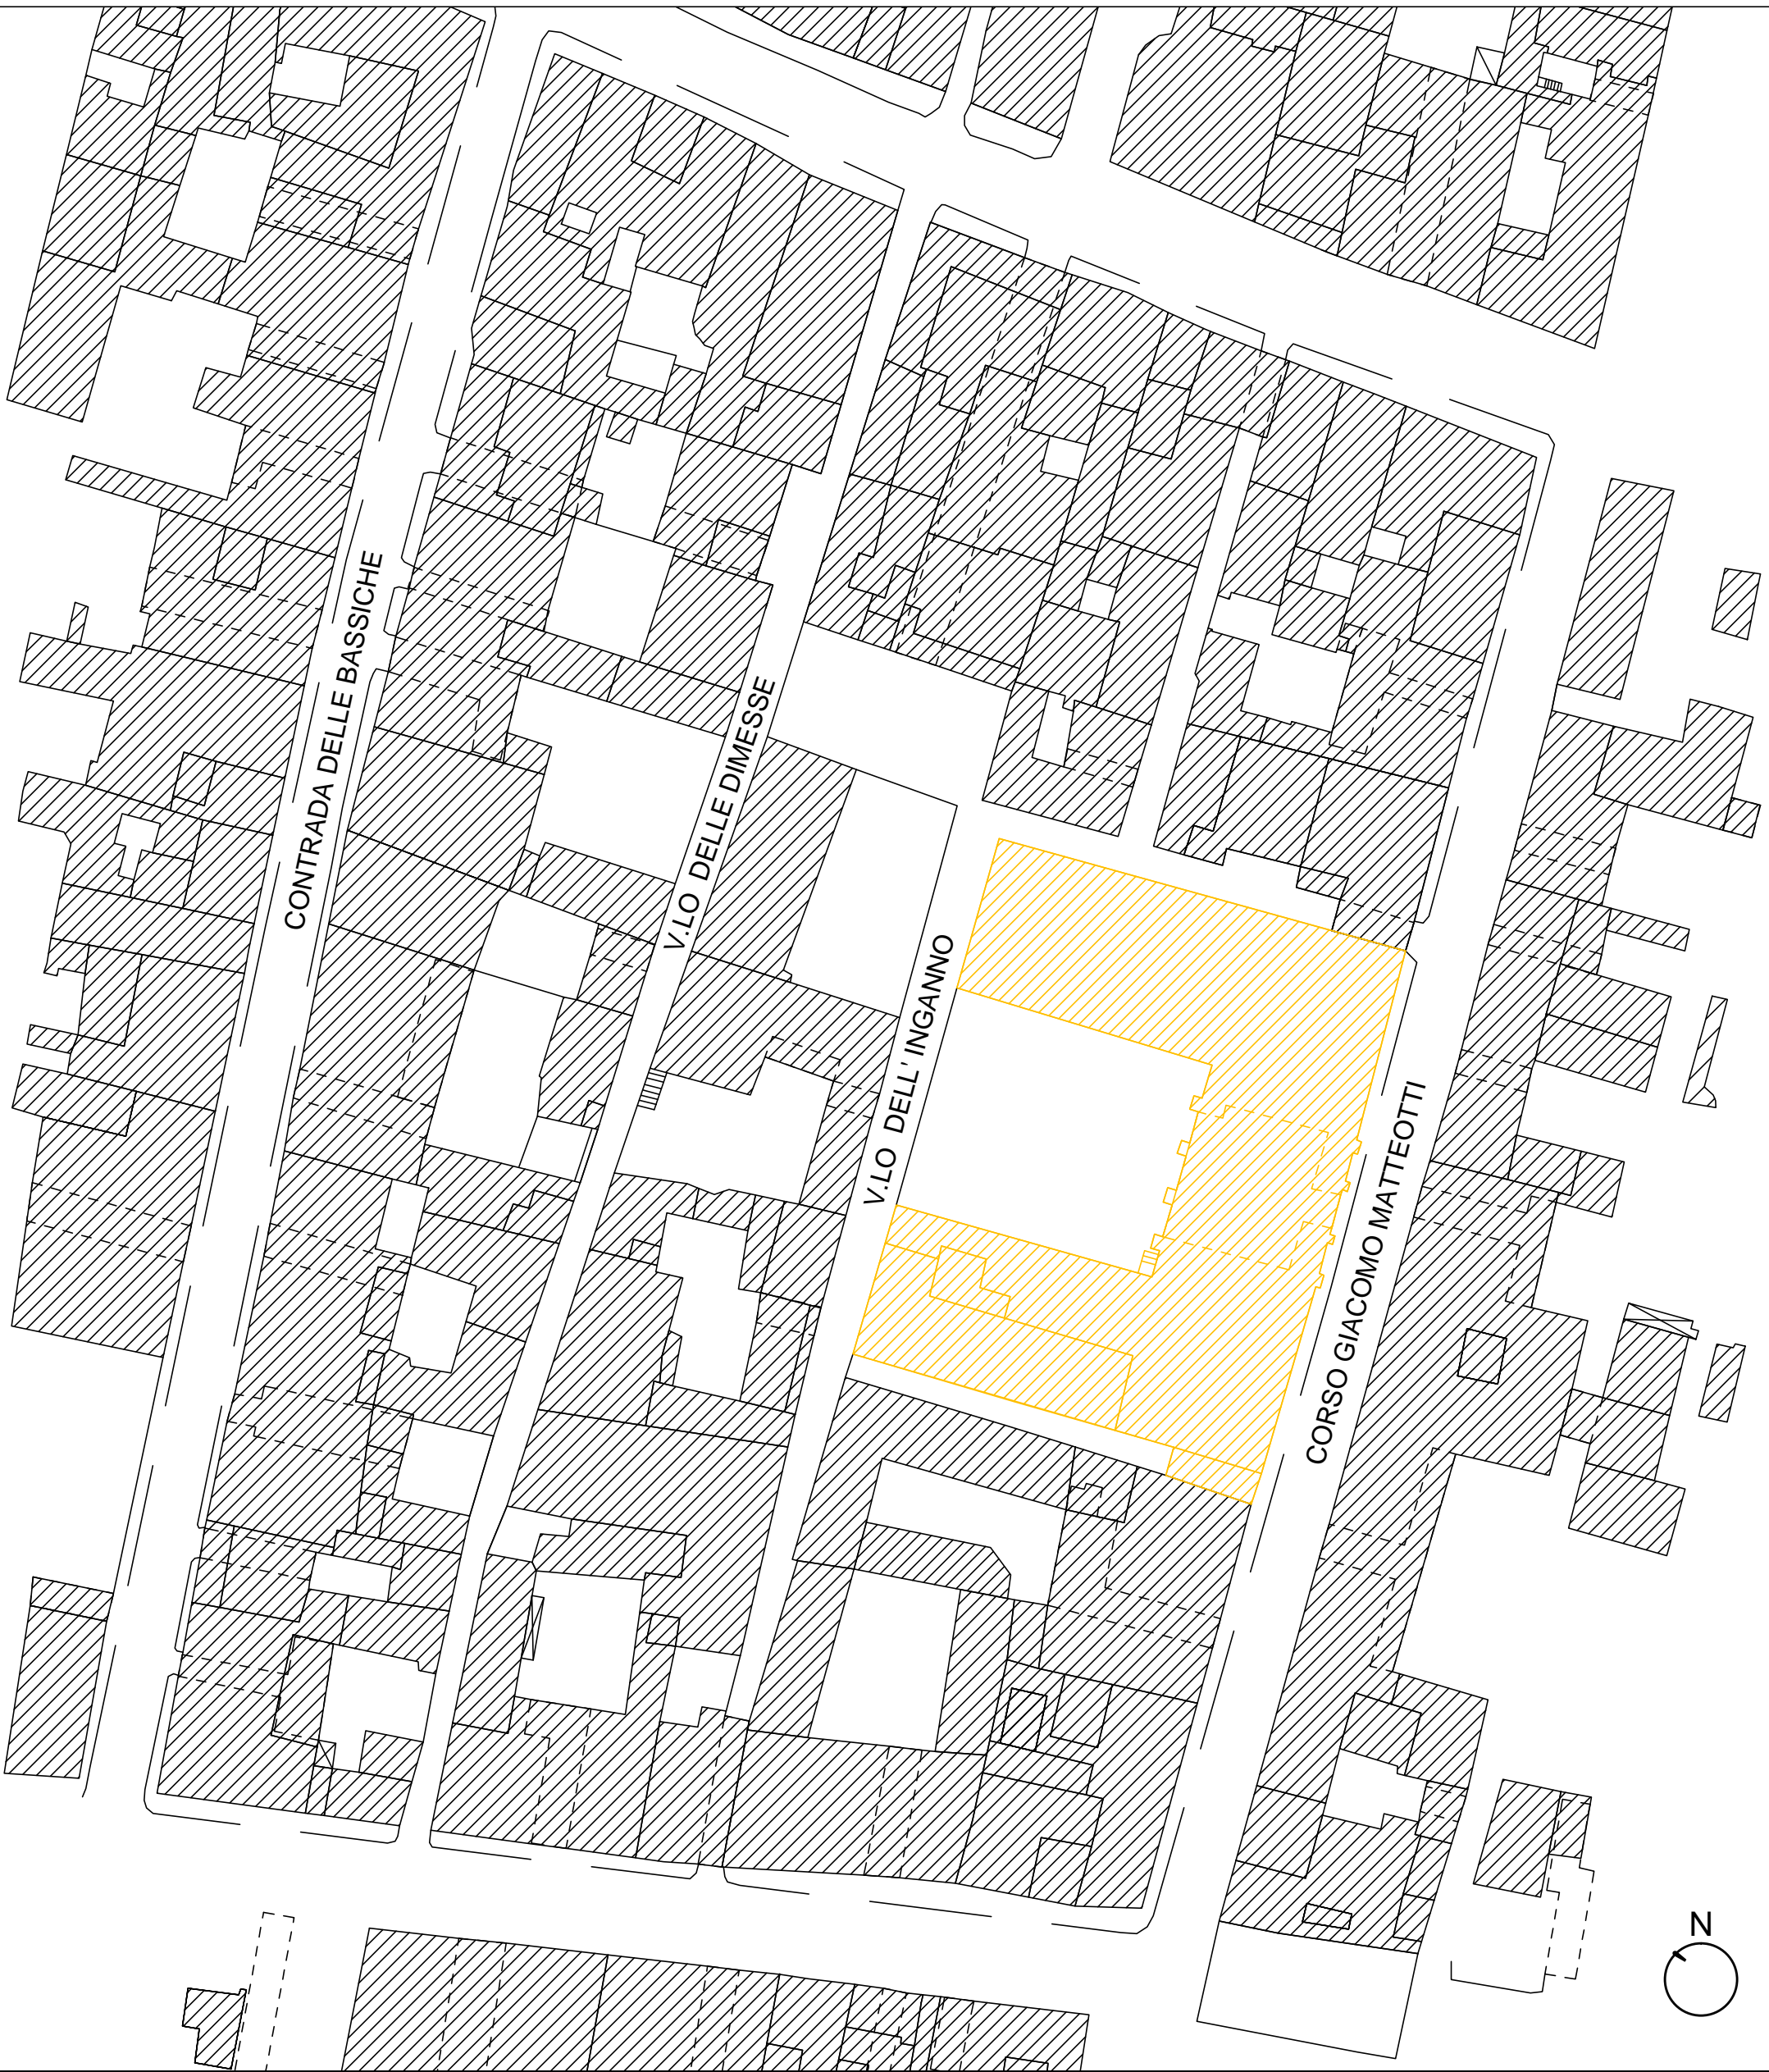 CONTRADA DELLE BASSICHE
V.LO DELLE DIMESSE
V.LO DELL' INGANNO
CORSO GIACOMO MATTEOTTI
N